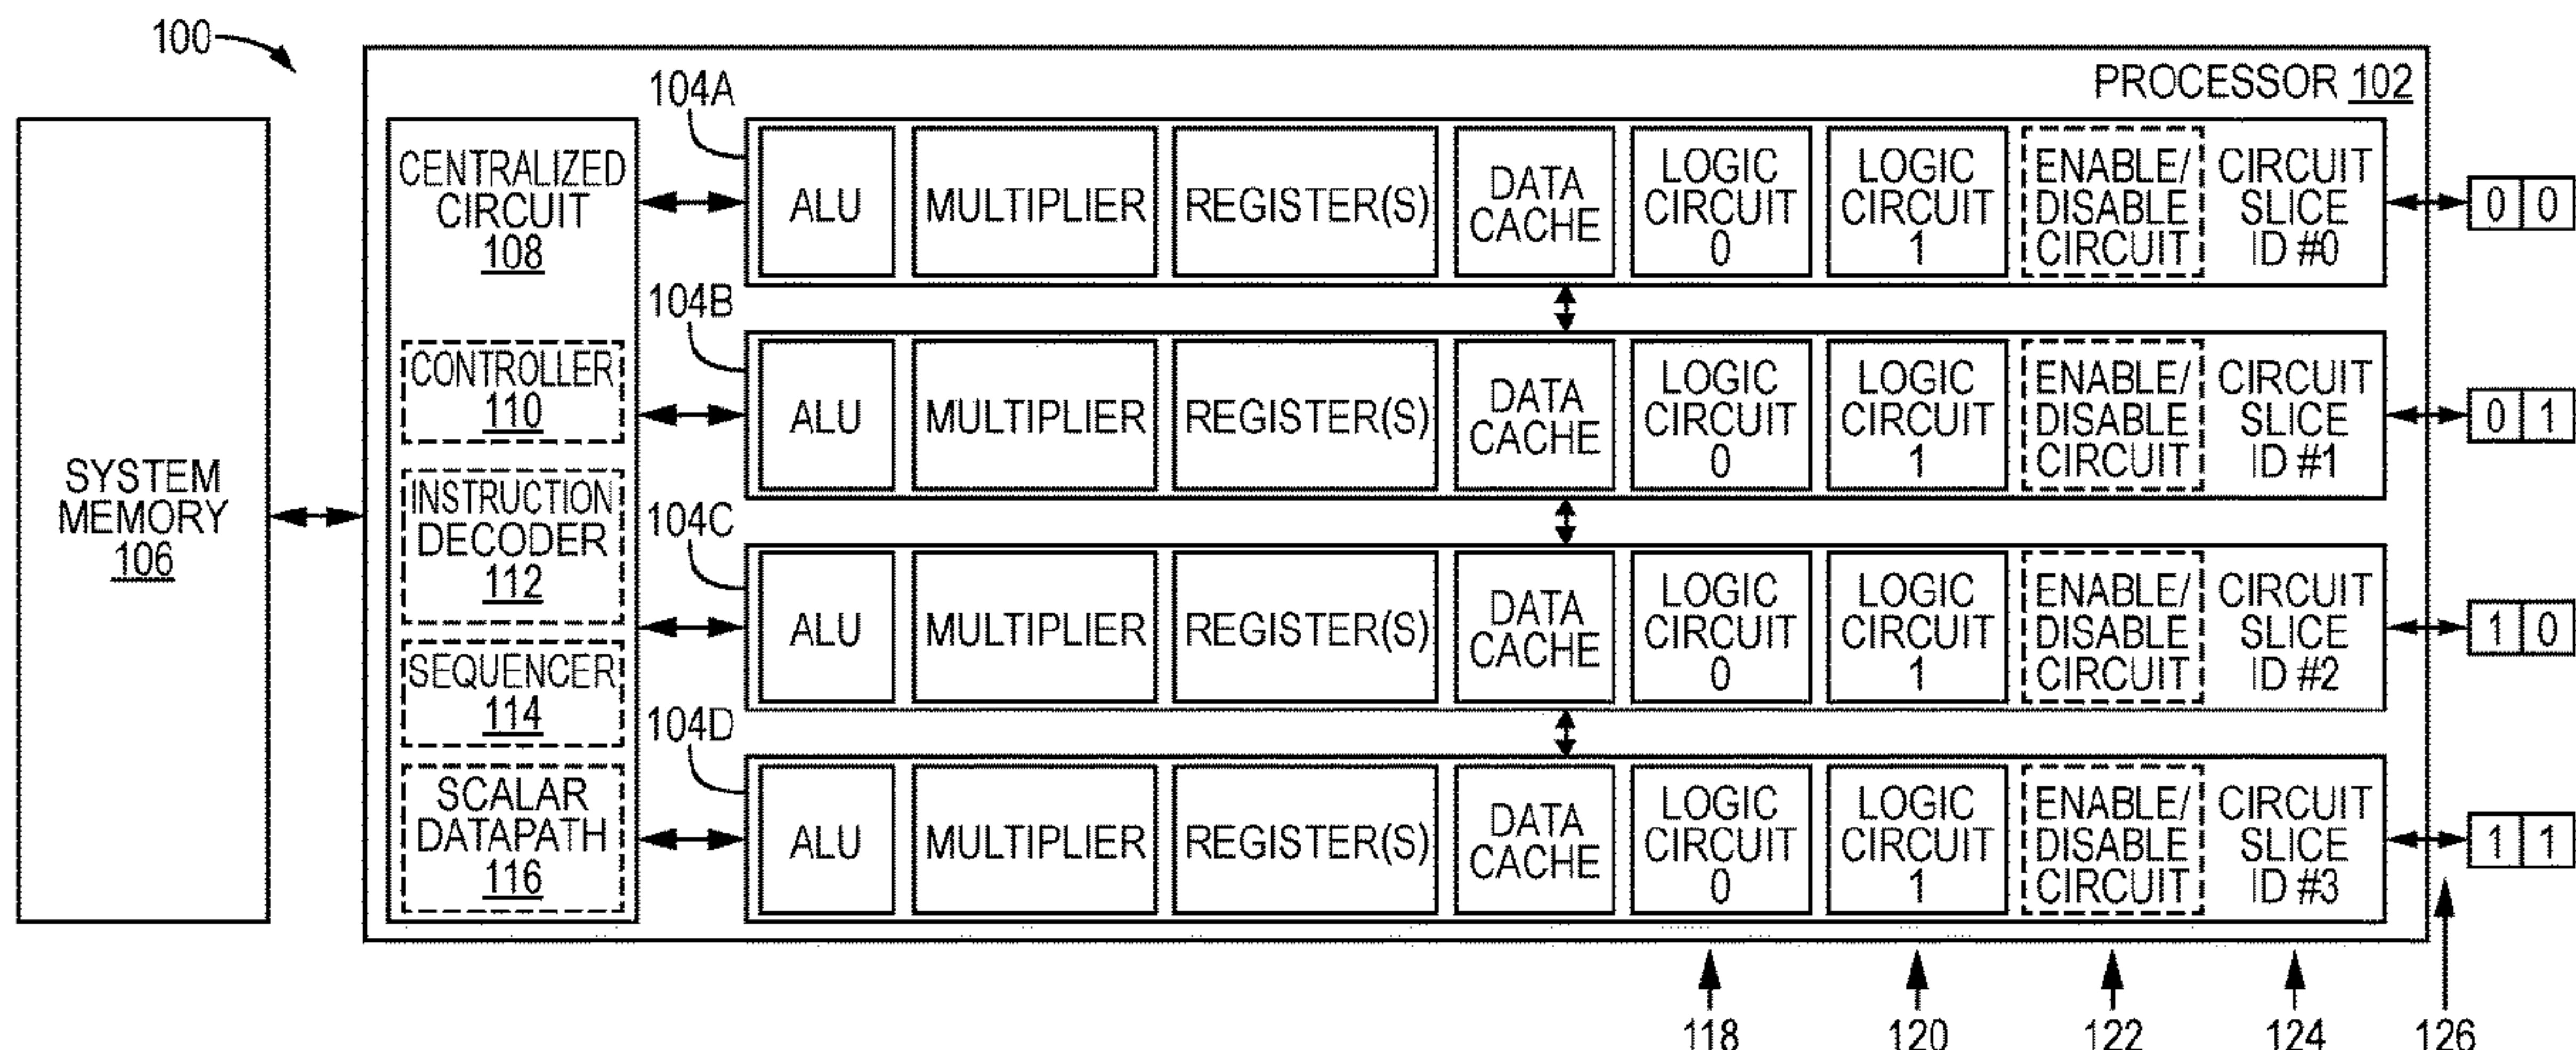 100
PROCESSOR 102
SYSTEM
MEMORY
106
CENTRALIZED
CIRCUIT
108
CONTROLLER
110
INSTRUCTION
DECODER
112
SEQUENCER
114
SCALAR
DATAPATH
116
104A
ALU
MULTIPLIER
REGISTER(S)
DATA
CACHE
LOGIC
CIRCUIT
0
LOGIC
CIRCUIT
1
ENABLE/
DISABLE
CIRCUIT
CIRCUIT
SLICE
ID #0
0 0
104B
ALU
MULTIPLIER
REGISTER(S)
DATA
CACHE
LOGIC
CIRCUIT
0
LOGIC
CIRCUIT
1
ENABLE/
DISABLE
CIRCUIT
CIRCUIT
SLICE
ID #1
0 1
104C
ALU
MULTIPLIER
REGISTER(S)
DATA
CACHE
LOGIC
CIRCUIT
0
LOGIC
CIRCUIT
1
ENABLE/
DISABLE
CIRCUIT
CIRCUIT
SLICE
ID #2
1 0
104D
ALU
MULTIPLIER
REGISTER(S)
DATA
CACHE
LOGIC
CIRCUIT
0
LOGIC
CIRCUIT
1
ENABLE/
DISABLE
CIRCUIT
CIRCUIT
SLICE
ID #3
1 1
118 120 122 124 126